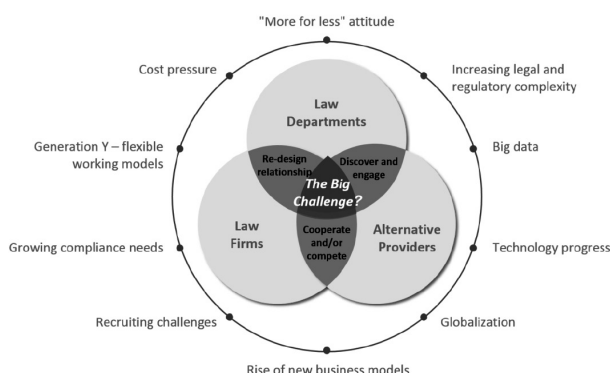 "More for less" attitude
Cost pressure
Increasing legal and
regulatory complexity
Law
Departments
Generation Y – flexible
working models
Big data
Re-design
relationship
Discover and
engage
The Big
Challenge?
Law
Firms
Cooperate
and/or
compete
Alternative
Providers
Growing compliance needs
Technology progress
Recruiting challenges
Globalization
Rise of new business models